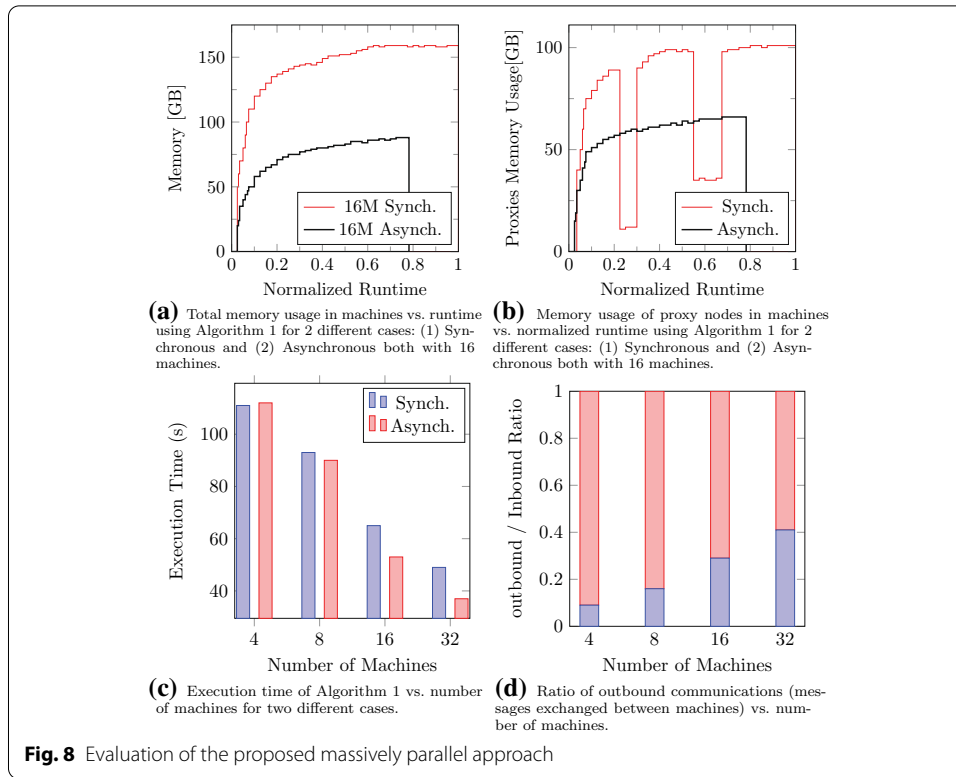 Memory [GB]
150
100
50
0
16M Synch.
16M Asynch.
0 0.2 0.4 0.6 0.8 1
Normalized Runtime
(a) Total memory usage in machines vs. runtime
using Algorithm 1 for 2 different cases: (1) Syn-
chronous and (2) Asynchronous both with 16
machines.
Proxies Memory Usage[GB]
100
50
0
Synch.
Asynch.
0 0.2 0.4 0.6 0.8 1
Normalized Runtime
(b) Memory usage of proxy nodes in machines
vs. normalized runtime using Algorithm 1 for 2
different cases: (1) Synchronous and (2) Asyn-
chronous both with 16 machines.
Execution Time (s)
100
80
60
40
Synch.
Asynch.
4 8 16 32
Number of Machines
(c) Execution time of Algorithm 1 vs. number
of machines for two different cases.
outbound / Inbound Ratio
1
0.8
0.6
0.4
0.2
0
4 8 16 32
Number of Machines
(d) Ratio of outbound communications (mes-
sages exchanged between machines) vs. num-
ber of machines.
Fig. 8 Evaluation of the proposed massively parallel approach